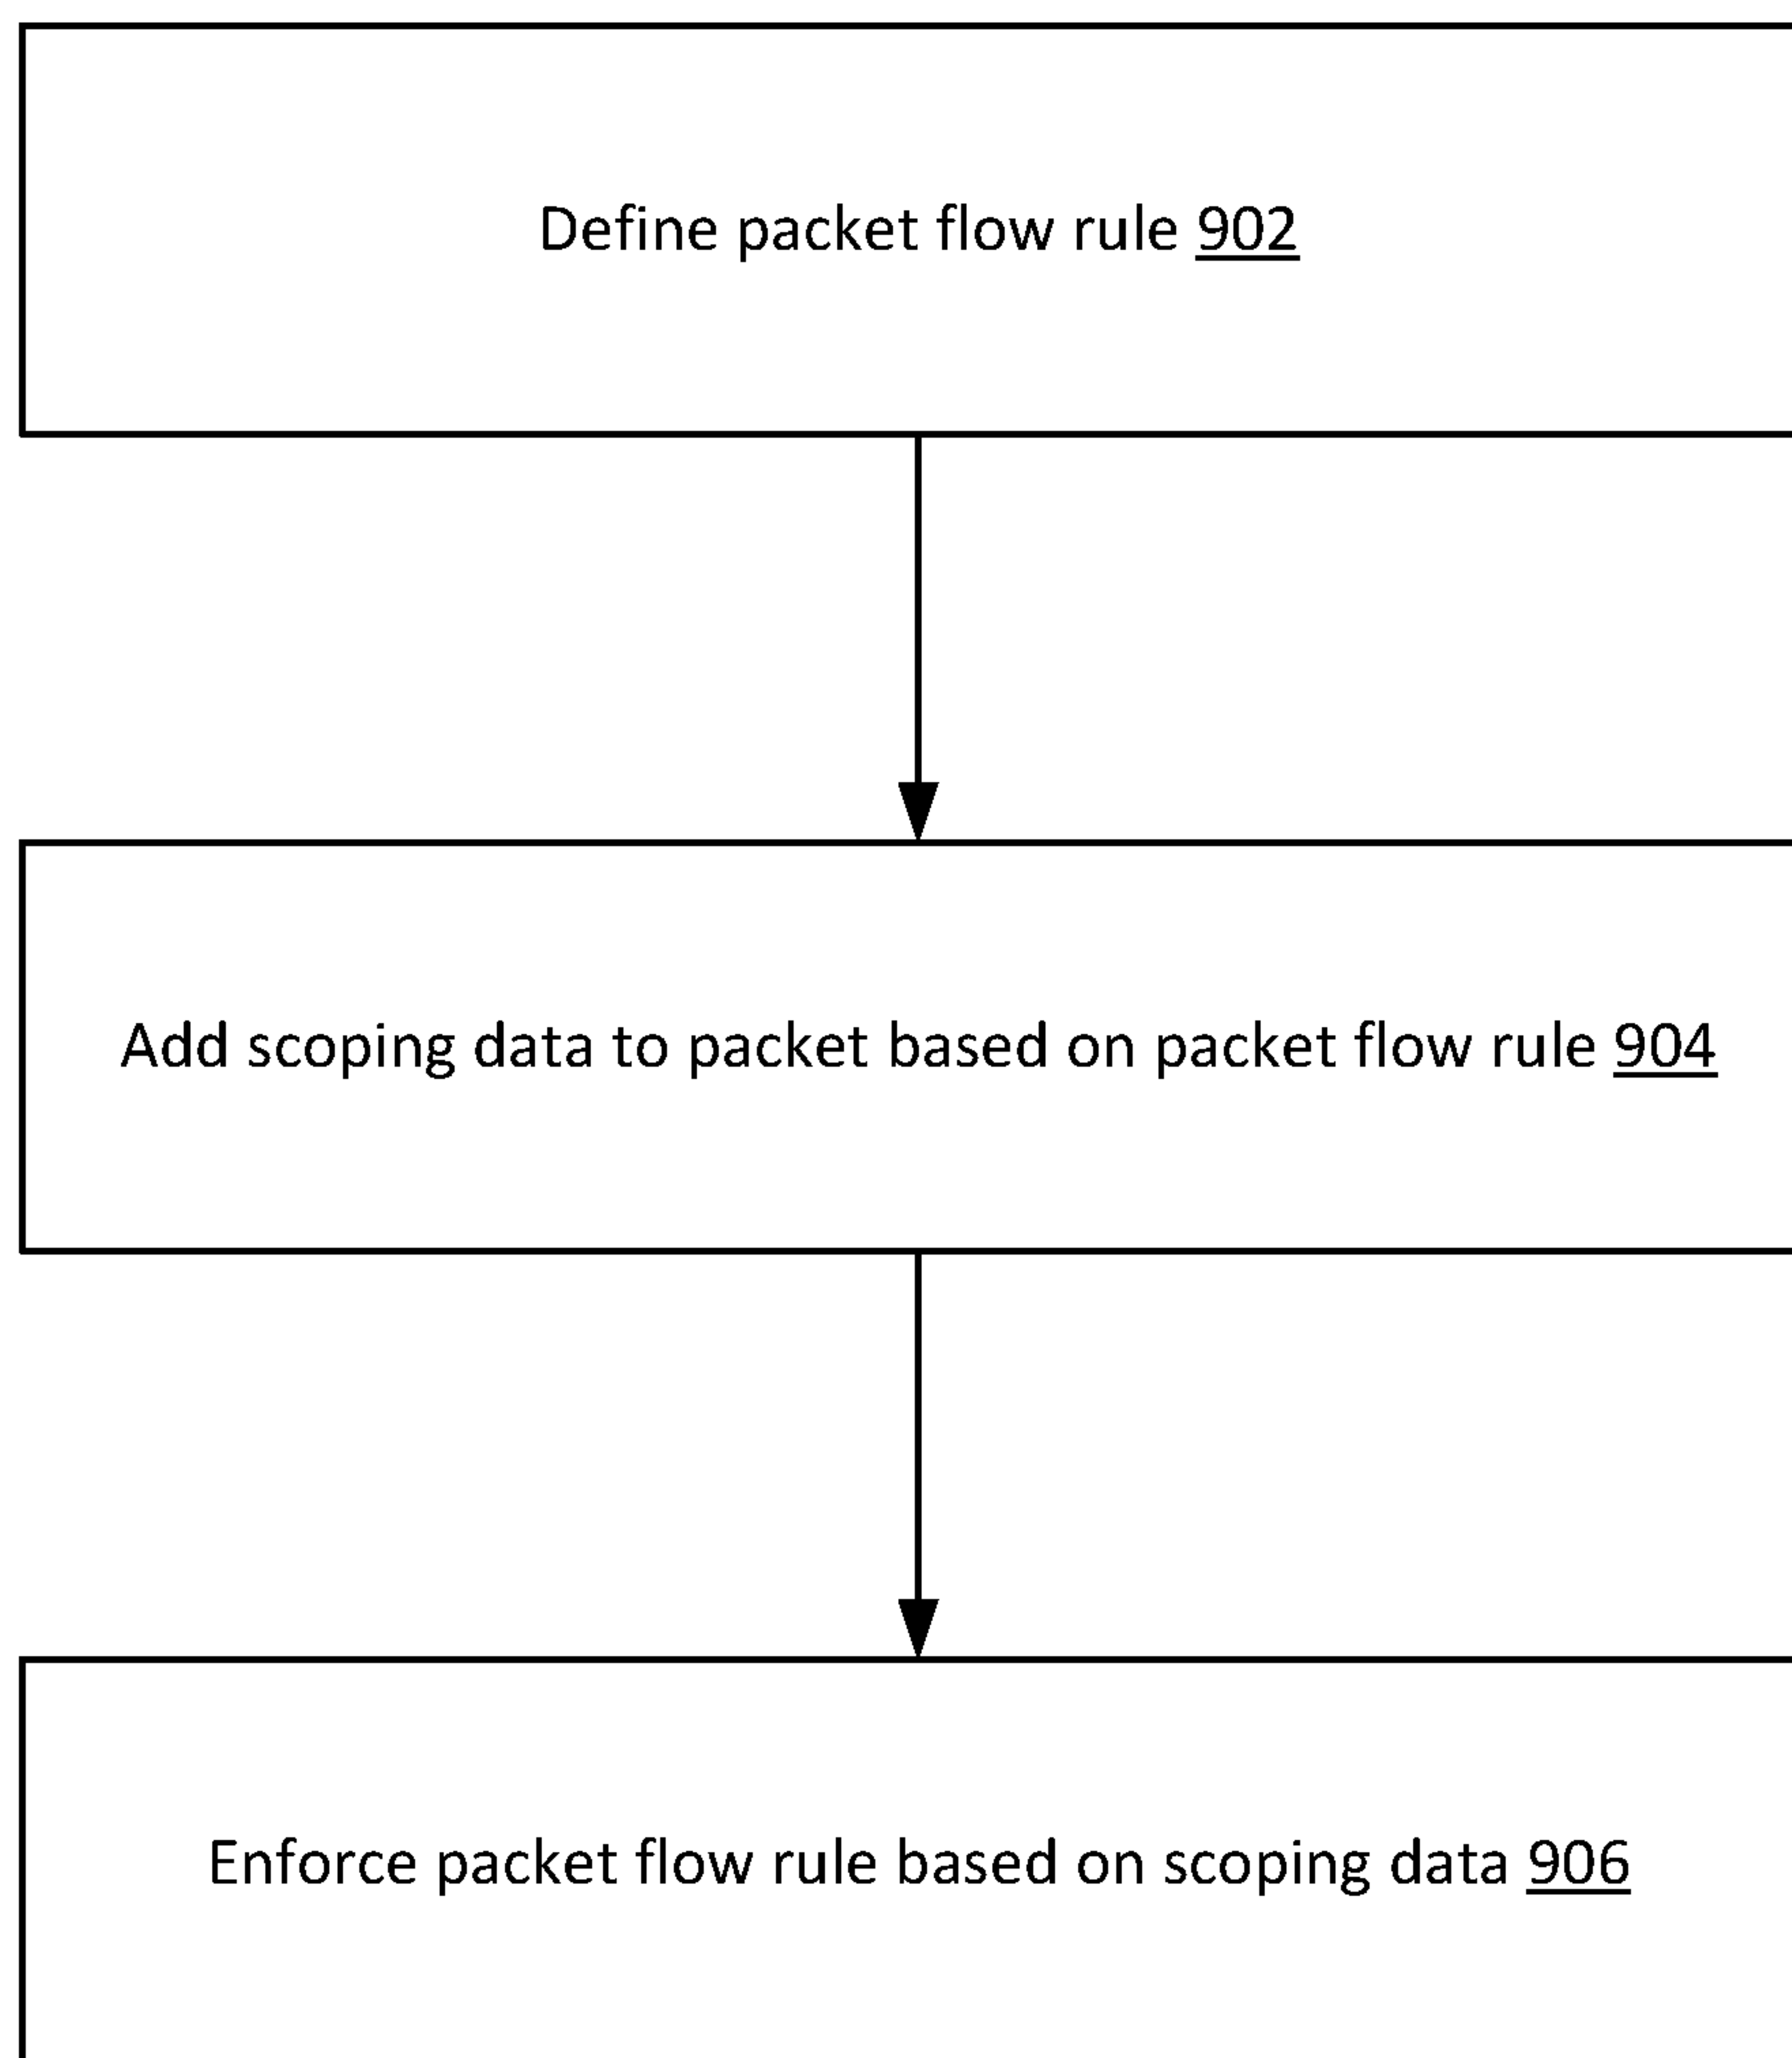 Define packet flow rule 902
Add scoping data to packet based on packet flow rule 904
Enforce packet flow rule based on scoping data 906